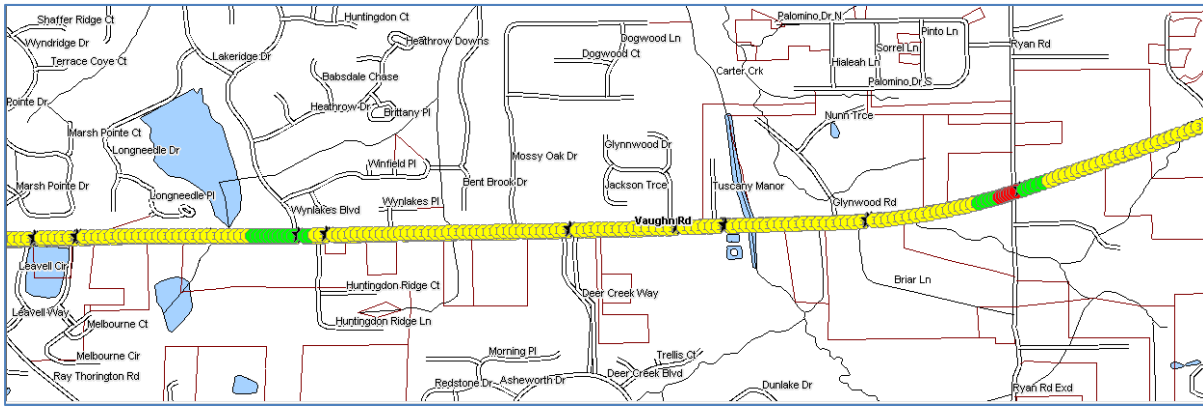 Shaffer Ridge Ct
Huntingdon Ct
Palomino Dr N
Pinto Ln
Wyndridge Dr
Heathrow Downs
Dogwood Ln
Sorrel Ln
Ryan Rd
Terrace Cove Ct
Lakeridge Dr
Dogwood Ct
Hialeah Ln
Babsdale Chase
Carter Crk
Palomino Dr S
Pointe Dr
Heathrow Dr
Brittany Pl
Nunn Trce
Marsh Pointe Ct
Longneedle Dr
Glynnwood Dr
Mossy Oak Dr
Winfield Pl
Marsh Pointe Dr
Bent Brook Dr
Jackson Trce
Tuscany Manor
Longneedle Pl
Wynlakes Pl
Glynwood Rd
Wynlakes Blvd
Vaughn Rd
Leavell Cir
Briar Ln
Huntingdon Ridge Ct
Deer Creek Way
Leavell Way
Melbourne Ct
Huntingdon Ridge Ln
Melbourne Cir
Morning Pl
Trellis Ct
Ray Thorington Rd
Redstone Dr
Asheworth Dr
Deer Creek Blvd
Dunlake Dr
Ryan Rd Exd